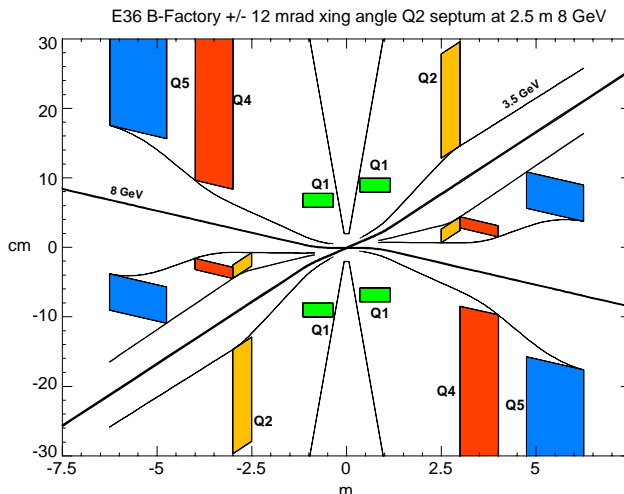 E36 B-Factory +/- 12 mrad xing angle Q2 septum at 2.5 m 8 GeV
30
20
10
0
-10
-20
-30
cm
-7.5
-5
-2.5
0
2.5
5
m
Q5
Q4
Q2
3.5 GeV
Q1
Q1
8 GeV
Q1
Q1
Q2
Q4
Q5